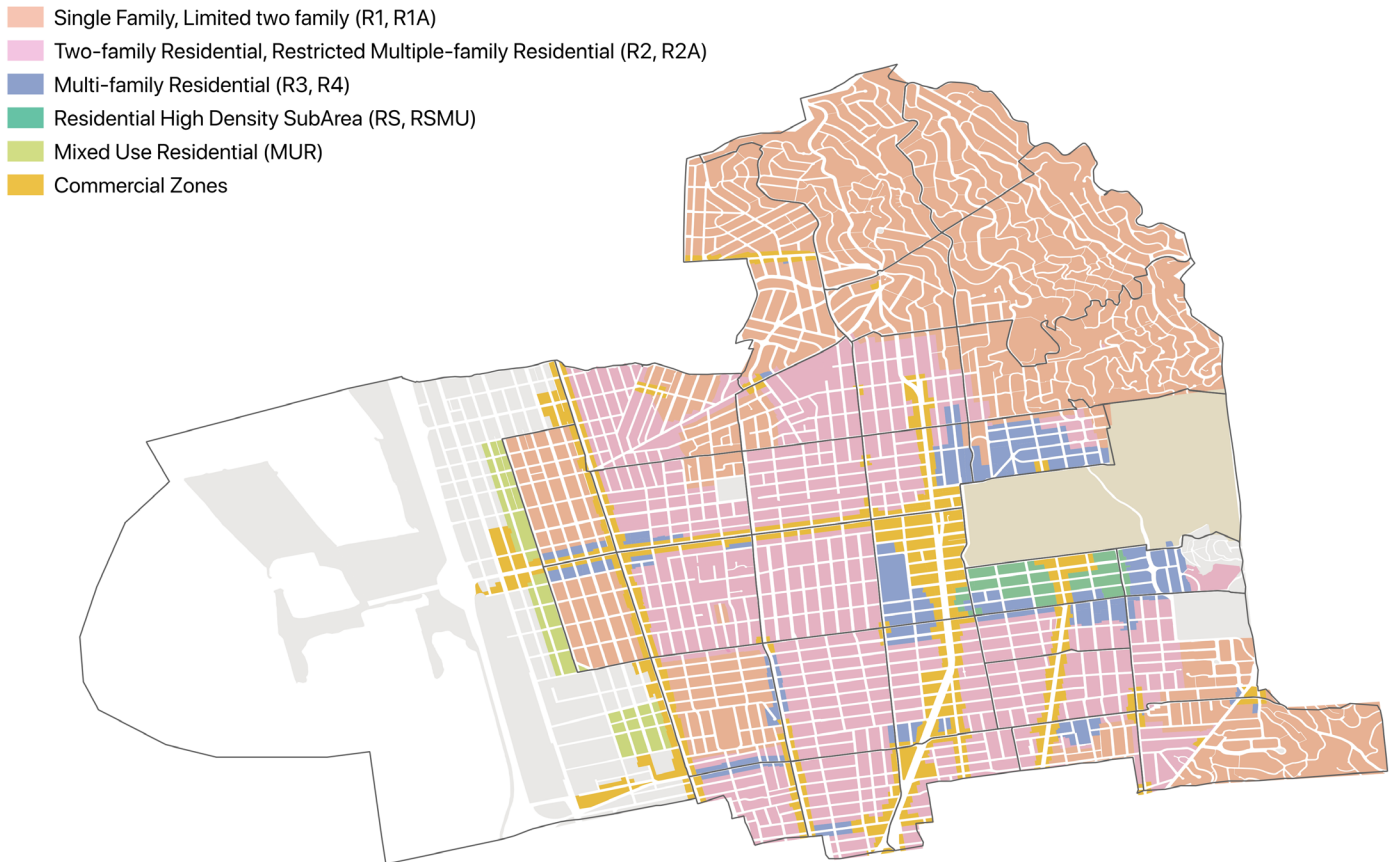 Single Family, Limited two family (R1, R1A)
Two-family Residential, Restricted Multiple-family Residential (R2, R2A)
Multi-family Residential (R3, R4)
Residential High Density SubArea (RS, RSMU)
Mixed Use Residential (MUR)
Commercial Zones